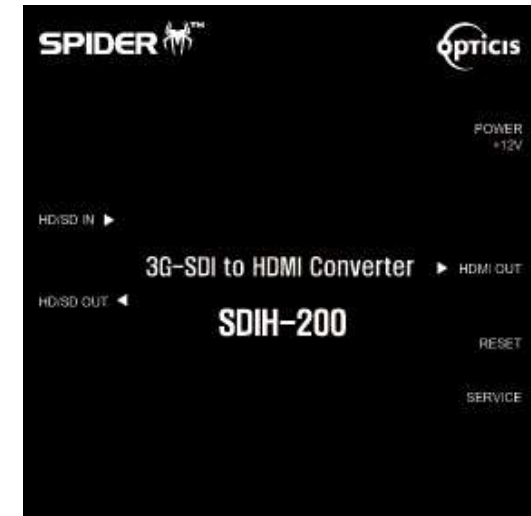 SPIDER™
OPTICIS
POWER
+12V
HD/SD IN ▶
3G-SDI to HDMI Converter
▶ HDMI OUT
HD/SD OUT ◀
SDIH-200
RESET
SERVICE